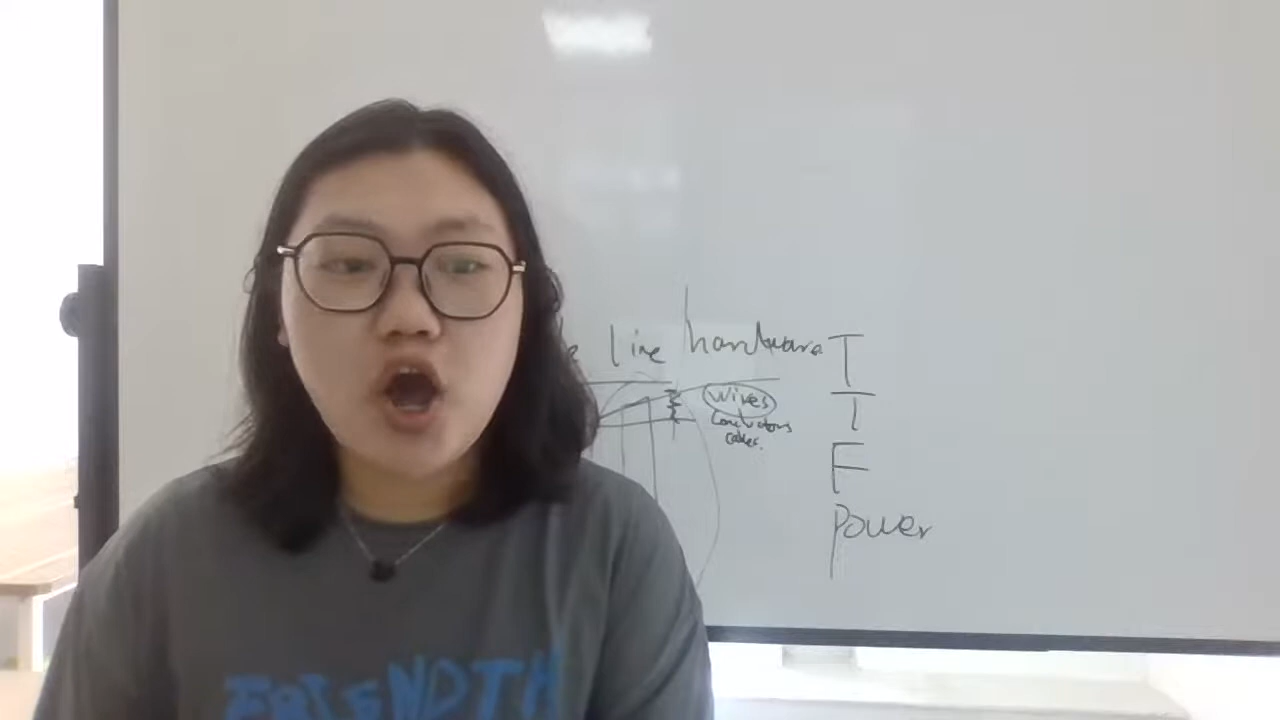 line hardware
wires
conductors
cables.
T
I
F
Power